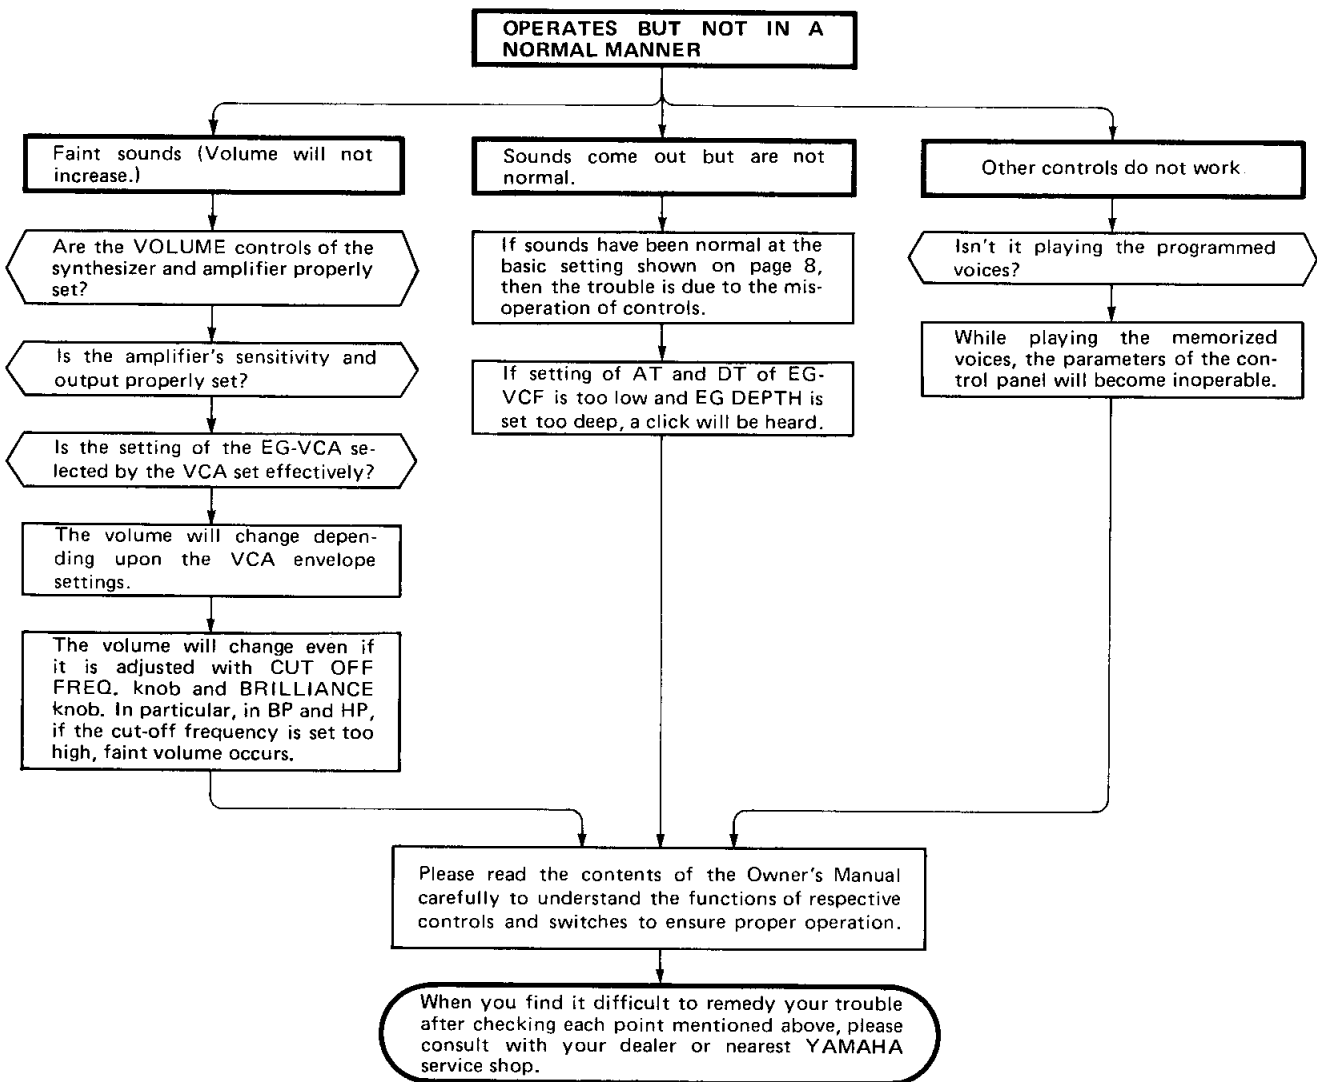 OPERATES BUT NOT IN A
NORMAL MANNER
Faint sounds (Volume will not
increase.)
Are the VOLUME controls of the
synthesizer and amplifier properly
set?
Is the amplifier's sensitivity and
output properly set?
Is the setting of the EG-VCA se-
lected by the VCA set effectively?
The volume will change depen-
ding upon the VCA envelope
settings.
The volume will change even if
it is adjusted with CUT OFF
FREQ. knob and BRILLIANCE
knob. In particular, in BP and HP,
if the cut-off frequency is set too
high, faint volume occurs.
Sounds come out but are not
normal.
If sounds have been normal at the
basic setting shown on page 8,
then the trouble is due to the mis-
operation of controls.
If setting of AT and DT of EG-
VCF is too low and EG DEPTH is
set too deep, a click will be heard.
Other controls do not work.
Isn't it playing the programmed
voices?
While playing the memorized
voices, the parameters of the con-
trol panel will become inoperable.
Please read the contents of the Owner's Manual
carefully to understand the functions of respective
controls and switches to ensure proper operation.
When you find it difficult to remedy your trouble
after checking each point mentioned above, please
consult with your dealer or nearest YAMAHA
service shop.